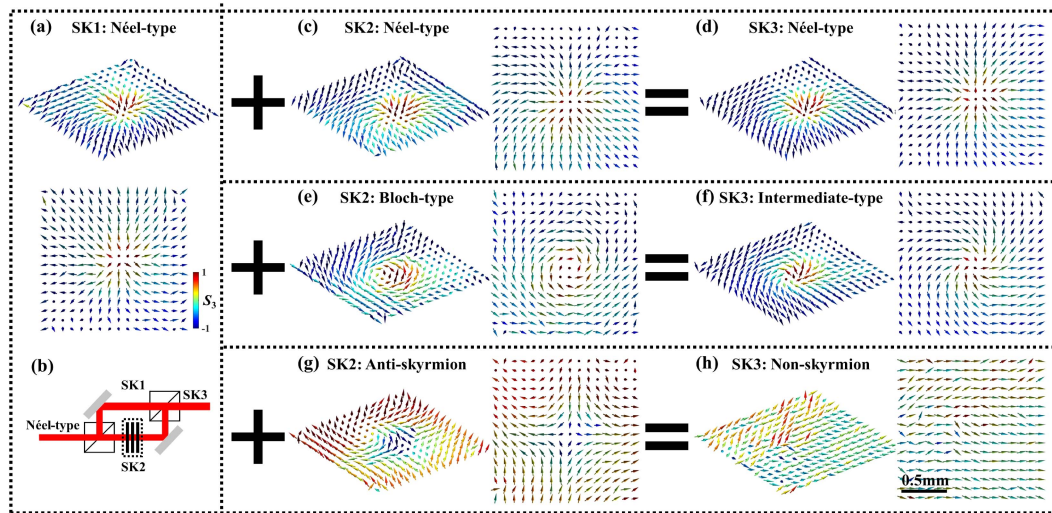 (a) SK1: Néel-type
1
S3
-1
(b)
SK1
SK3
Néel-type
SK2
(c) SK2: Néel-type
(d) SK3: Néel-type
(e) SK2: Bloch-type
(f) SK3: Intermediate-type
(g) SK2: Anti-skyrmion
(h) SK3: Non-skyrmion
0.5mm